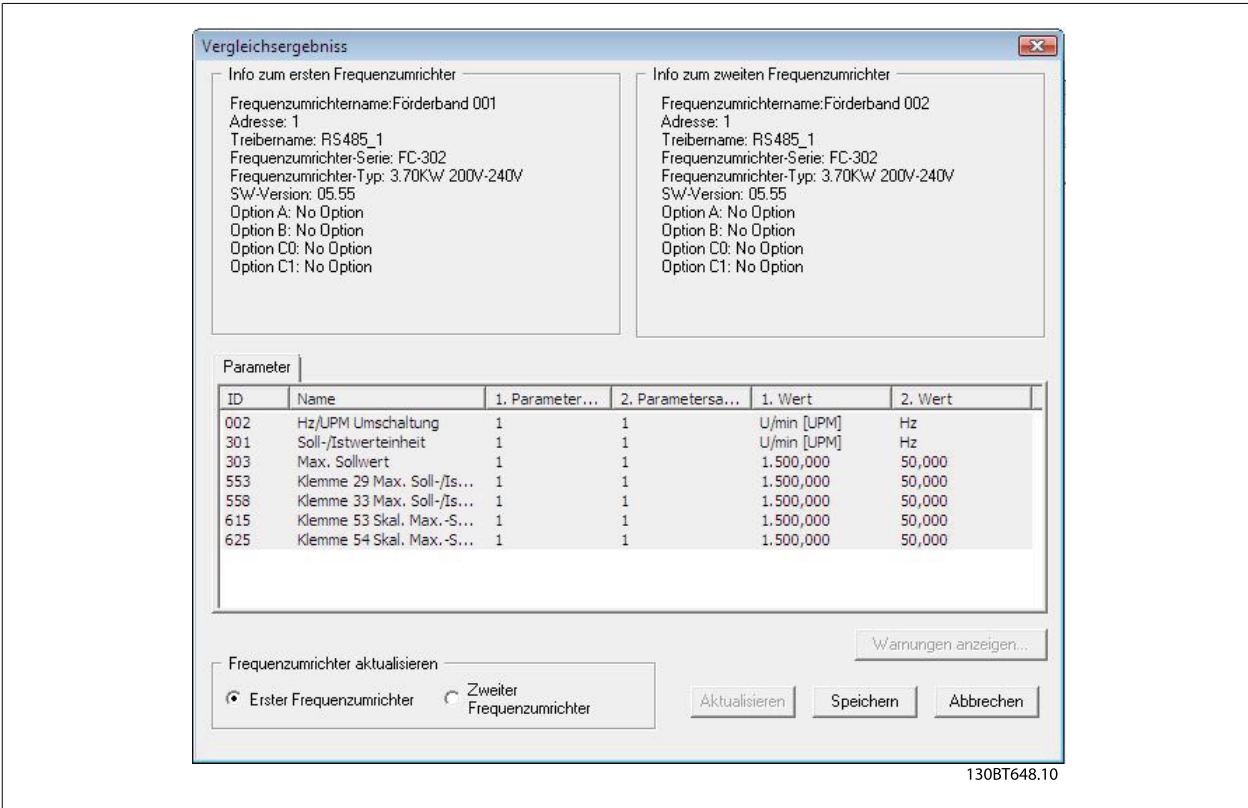 Vergleichsergebniss
Info zum ersten Frequenzumrichter
Frequenzumrichtername:Förderband 001
Adresse: 1
Treibername: RS485_1
Frequenzumrichter-Serie: FC-302
Frequenzumrichter-Typ: 3.70KW 200V-240V
SW-Version: 05.55
Option A: No Option
Option B: No Option
Option C0: No Option
Option C1: No Option
Info zum zweiten Frequenzumrichter
Frequenzumrichtername:Förderband 002
Adresse: 1
Treibername: RS485_1
Frequenzumrichter-Serie: FC-302
Frequenzumrichter-Typ: 3.70KW 200V-240V
SW-Version: 05.55
Option A: No Option
Option B: No Option
Option C0: No Option
Option C1: No Option
Parameter
ID Name 1. Parameter... 2. Parametersa... 1. Wert 2. Wert
002 Hz/UPM Umschaltung 1 1 U/min [UPM] Hz
301 Soll-/Istwerteinheit 1 1 U/min [UPM] Hz
303 Max. Sollwert 1 1 1.500,000 50,000
553 Klemme 29 Max. Soll-/Is... 1 1 1.500,000 50,000
558 Klemme 33 Max. Soll-/Is... 1 1 1.500,000 50,000
615 Klemme 53 Skal. Max.-S... 1 1 1.500,000 50,000
625 Klemme 54 Skal. Max.-S... 1 1 1.500,000 50,000
Warnungen anzeigen...
Frequenzumrichter aktualisieren
Erster Frequenzumrichter
Zweiter
Frequenzumrichter
Aktualisieren Speichern Abbrechen
130BT648.10